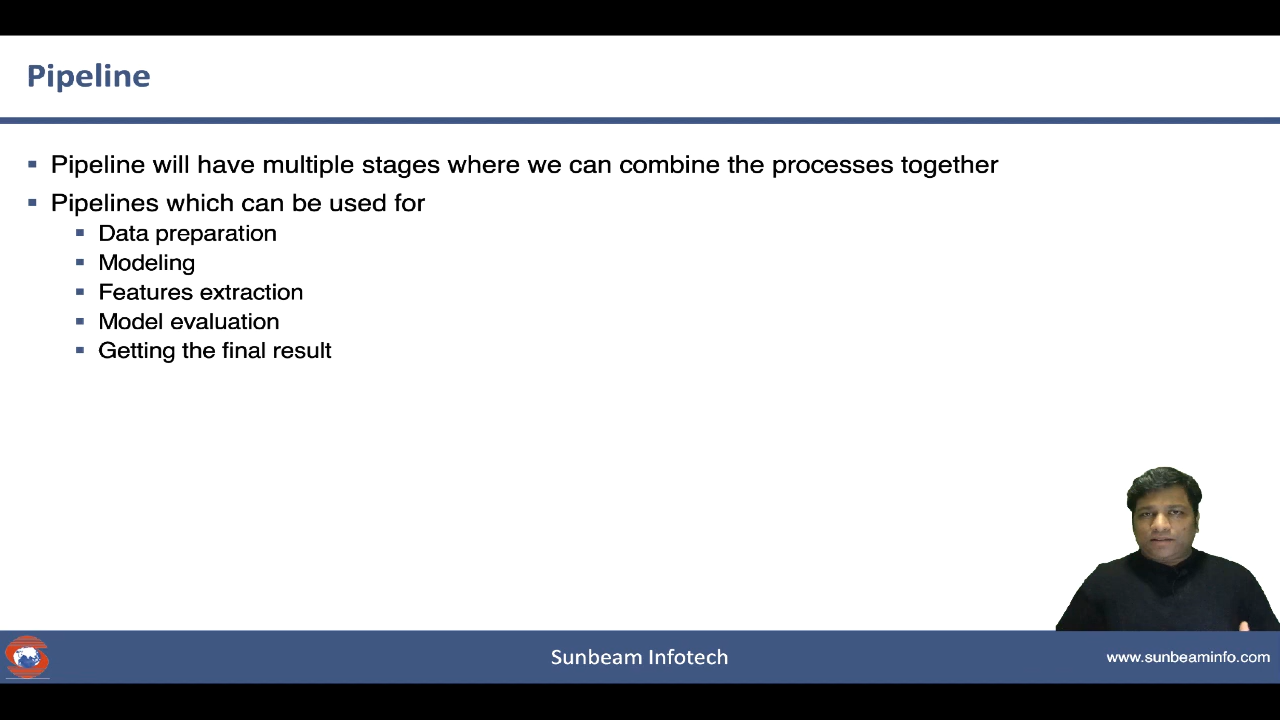 Pipeline
Pipeline will have multiple stages where we can combine the processes together
Pipelines which can be used for
Data preparation
Modeling
Features extraction
Model evaluation
Getting the final result
Sunbeam Infotech
www.sunbeaminfo.com